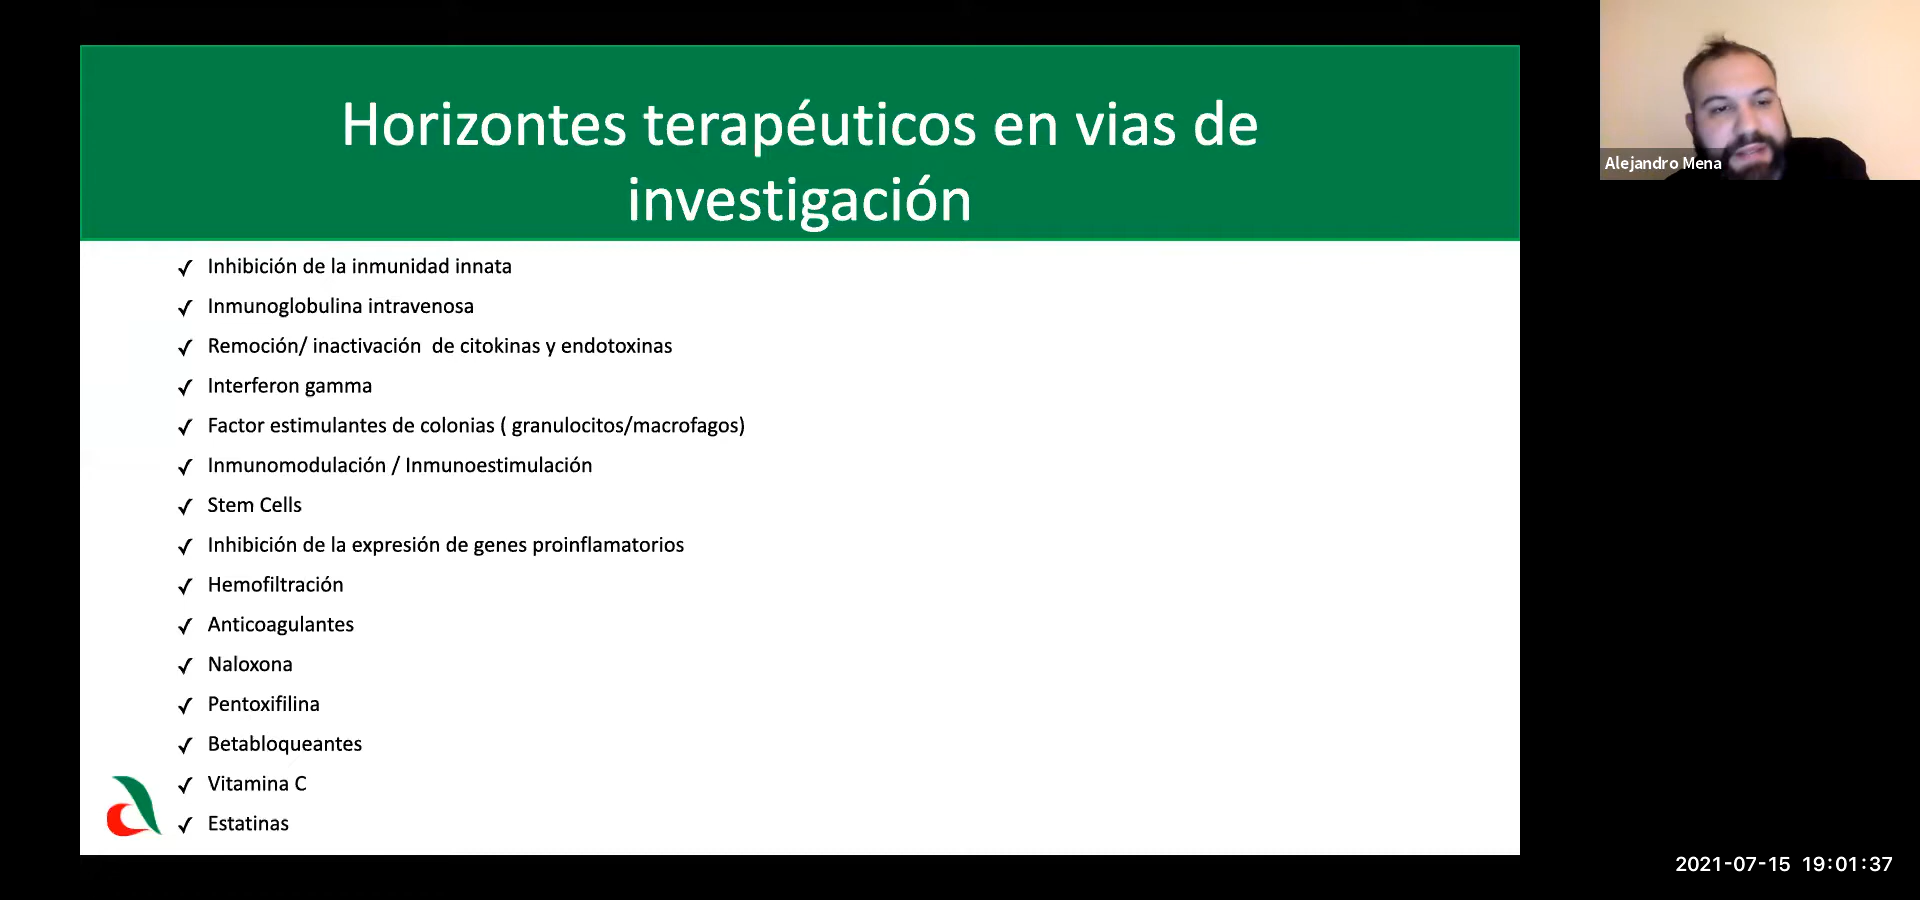 Horizontes terapéuticos en vias de
investigación
Alejandro Mena
✓ Inhibición de la inmunidad innata
✓ Inmunoglobulina intravenosa
✓ Remoción/ inactivación de citokinas y endotoxinas
✓ Interferon gamma
✓ Factor estimulantes de colonias ( granulocitos/macrofagos)
✓ Inmunomodulación / Inmunoestimulación
✓ Stem Cells
✓ Inhibición de la expresión de genes proinflamatorios
✓ Hemofiltración
✓ Anticoagulantes
✓ Naloxona
✓ Pentoxifilina
✓ Betabloqueantes
✓ Vitamina C
✓ Estatinas
2021-07-15 19:01:37